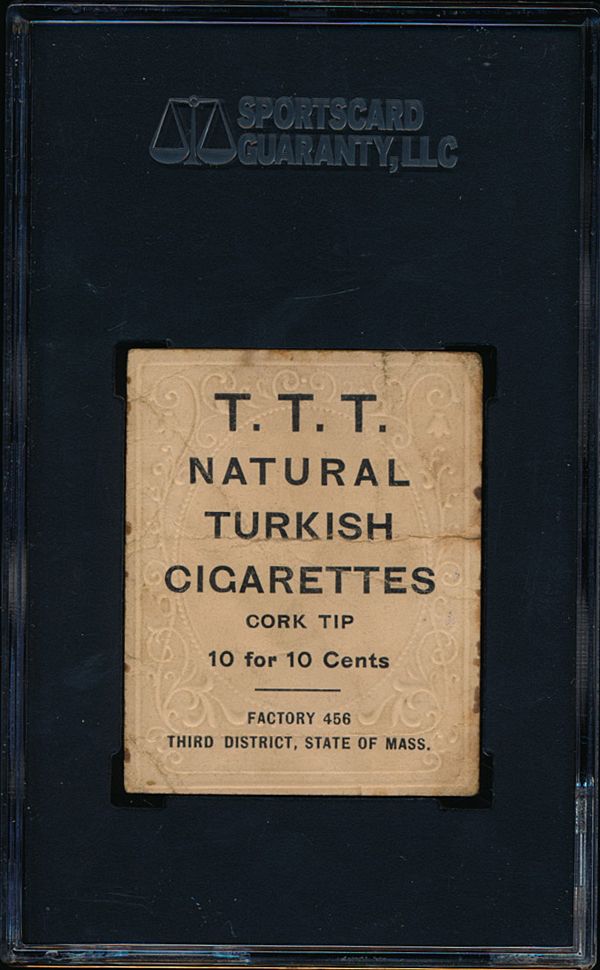 SPORTSCARD
GUARANTY, LLC
T. T. T.
NATURAL
TURKISH
CIGARETTES
CORK TIP
10 for 10 Cents
FACTORY 456
THIRD DISTRICT, STATE OF MASS.